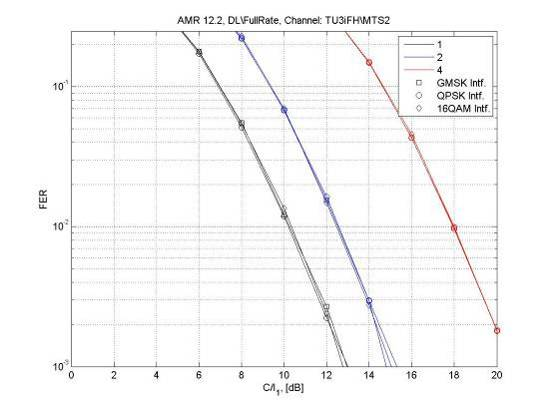 AMR 12.2, DL\FullRate, Channel: TU3iFH\MTS2
1
2
4
GMSK Intf.
QPSK Intf.
16QAM Intf.
10^-1
10^-2
10^-3
FER
0 2 4 6 8 10 12 14 16 18 20
C/I_1, [dB]